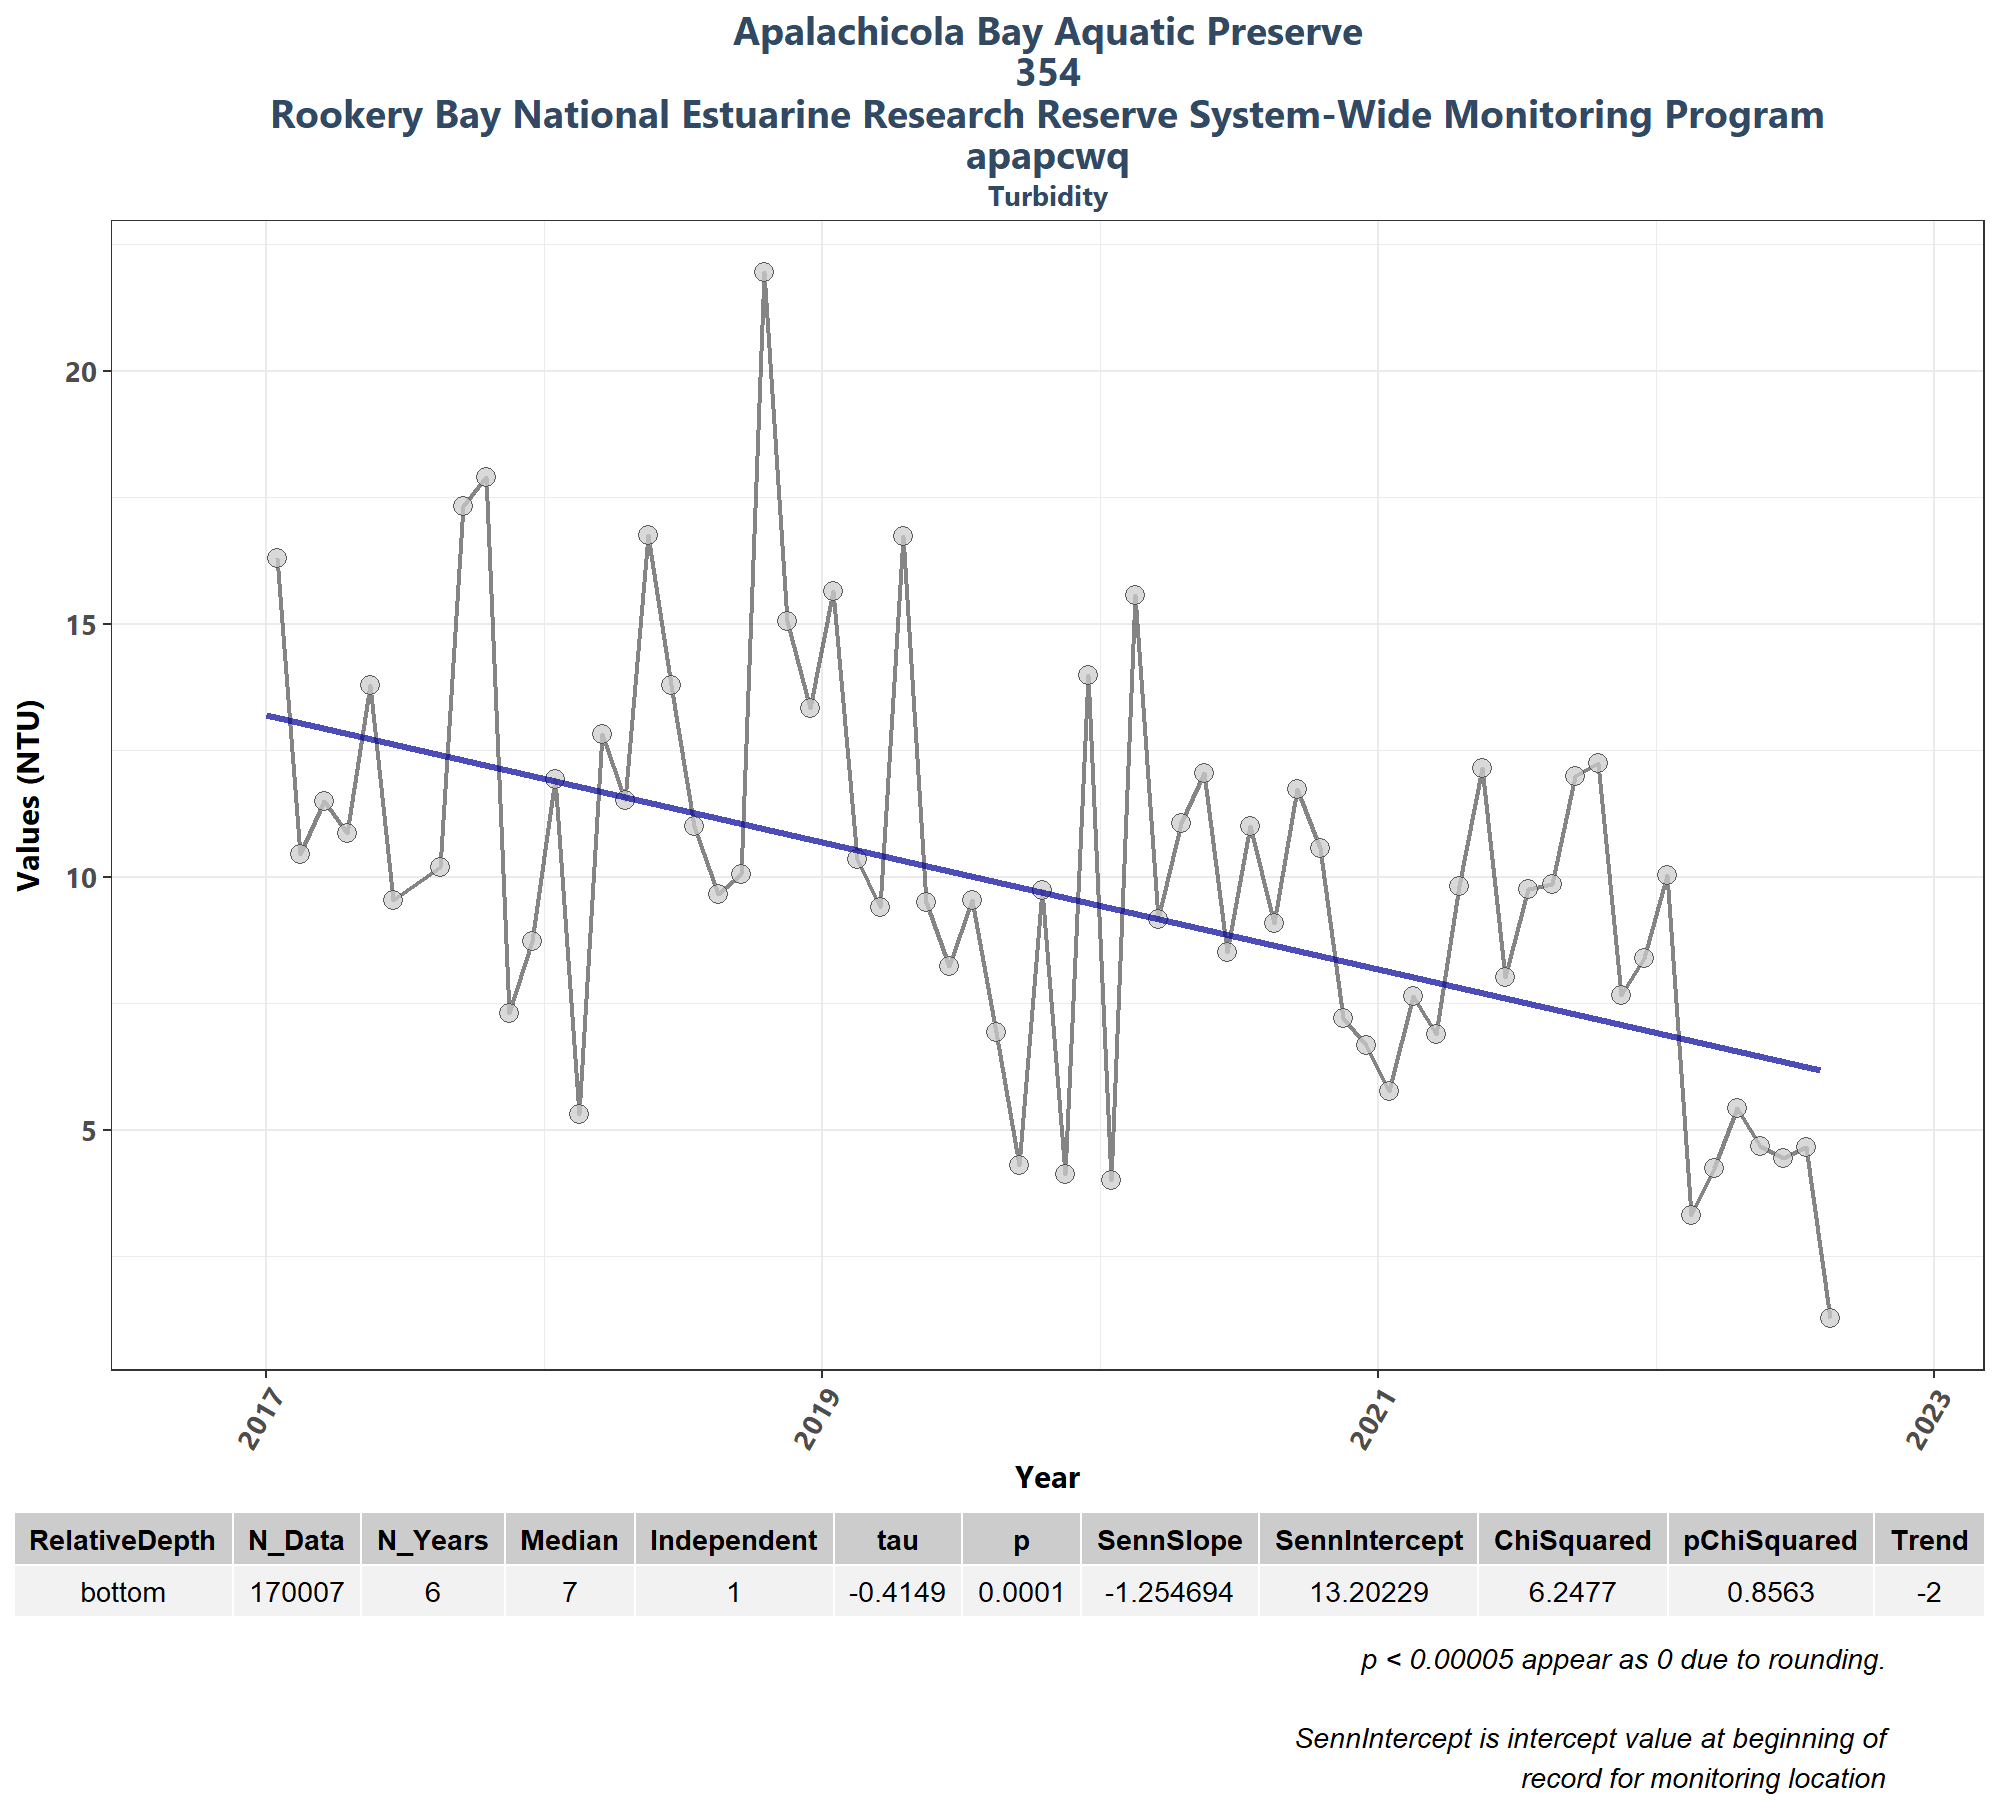 Apalachicola Bay Aquatic Preserve
354
Rookery Bay National Estuarine Research Reserve System-Wide Monitoring Program
apapcwq
Turbidity
20
15
10
5
Values (NTU)
2017 2019 2021 2023
Year
RelativeDepth N_Data N_Years Median Independent tau p SennSlope SennIntercept ChiSquared pChiSquared Trend
bottom 170007 6 7 1 -0.4149 0.0001 -1.254694 13.20229 6.2477 0.8563 -2
p < 0.00005 appear as 0 due to rounding.
SennIntercept is intercept value at beginning of
record for monitoring location